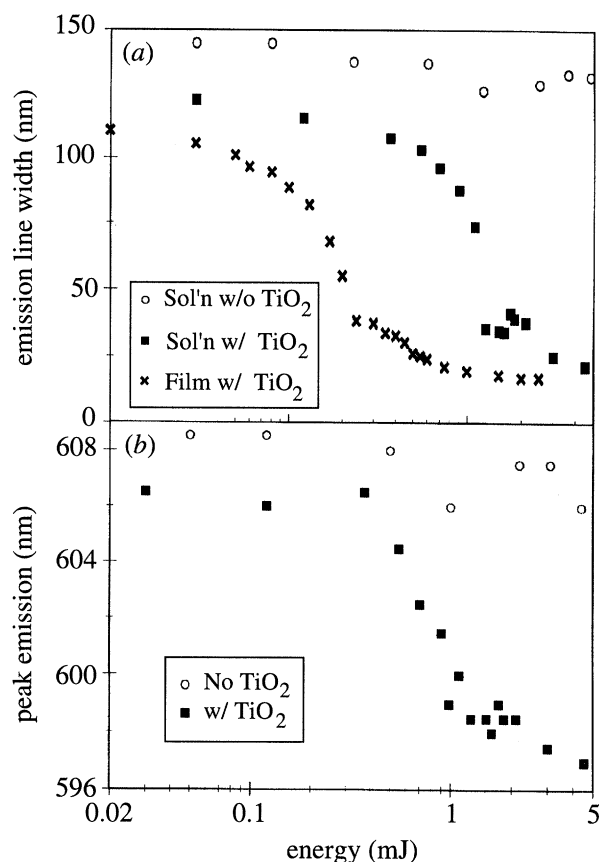 150
(a)
100
50
0
emission line width (nm)
Sol'n w/o TiO2
Sol'n w/ TiO2
Film w/ TiO2
(b)
608
604
600
596
peak emission (nm)
No TiO2
w/ TiO2
0.02
0.1
1
5
energy (mJ)